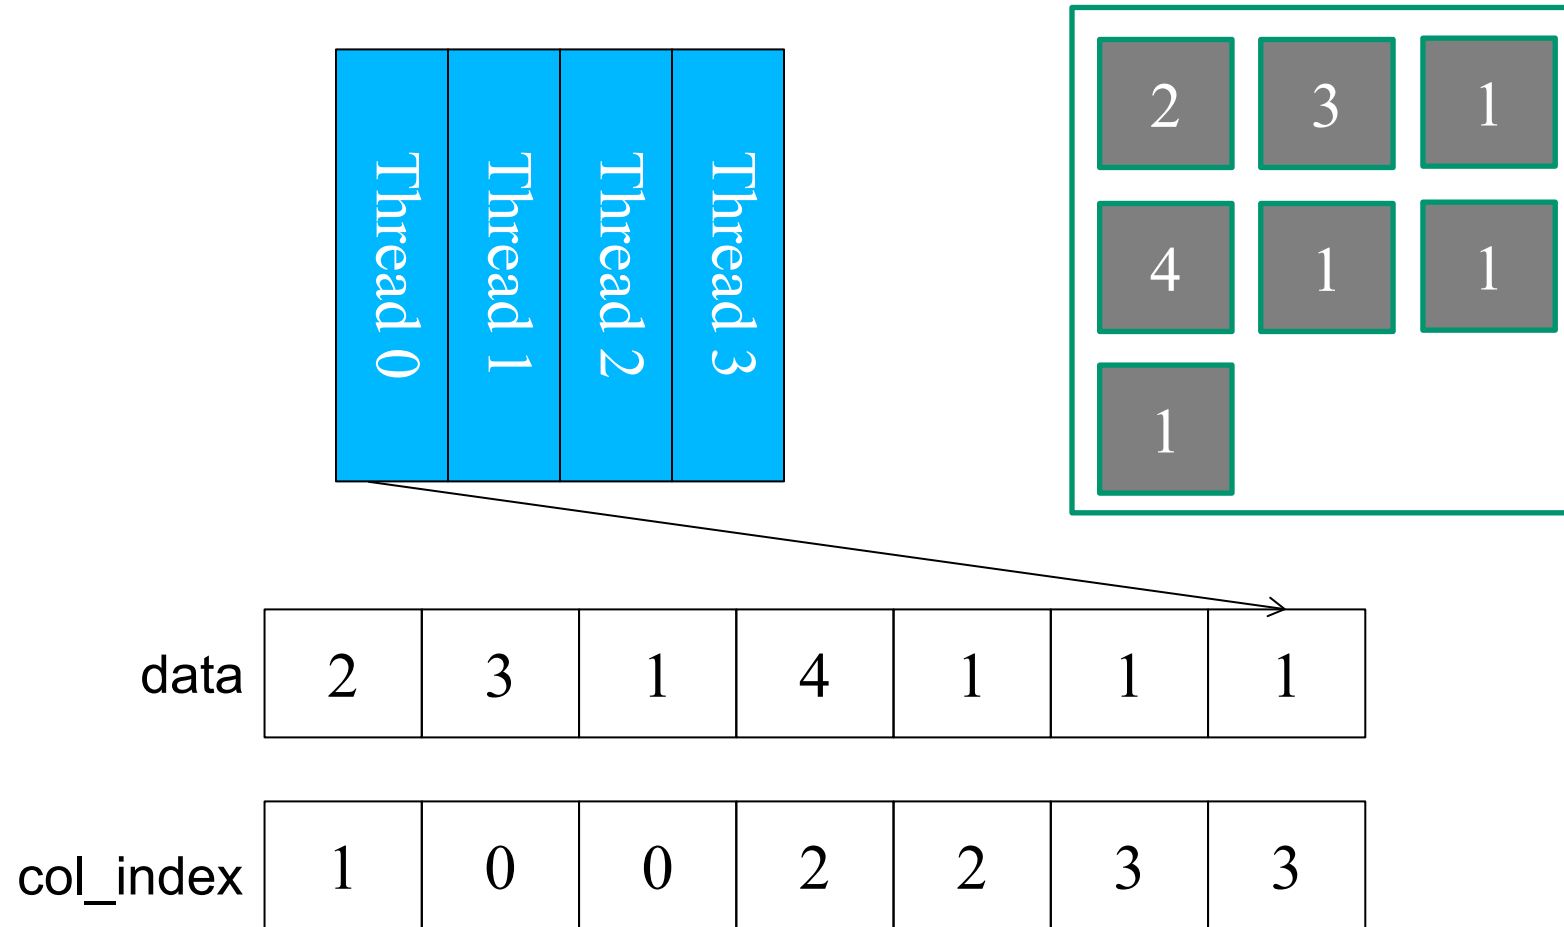 Thread 0
Thread 1
Thread 2
Thread 3
2 3 1
4 1 1
1
data 2 3 1 4 1 1 1
col_index 1 0 0 2 2 3 3